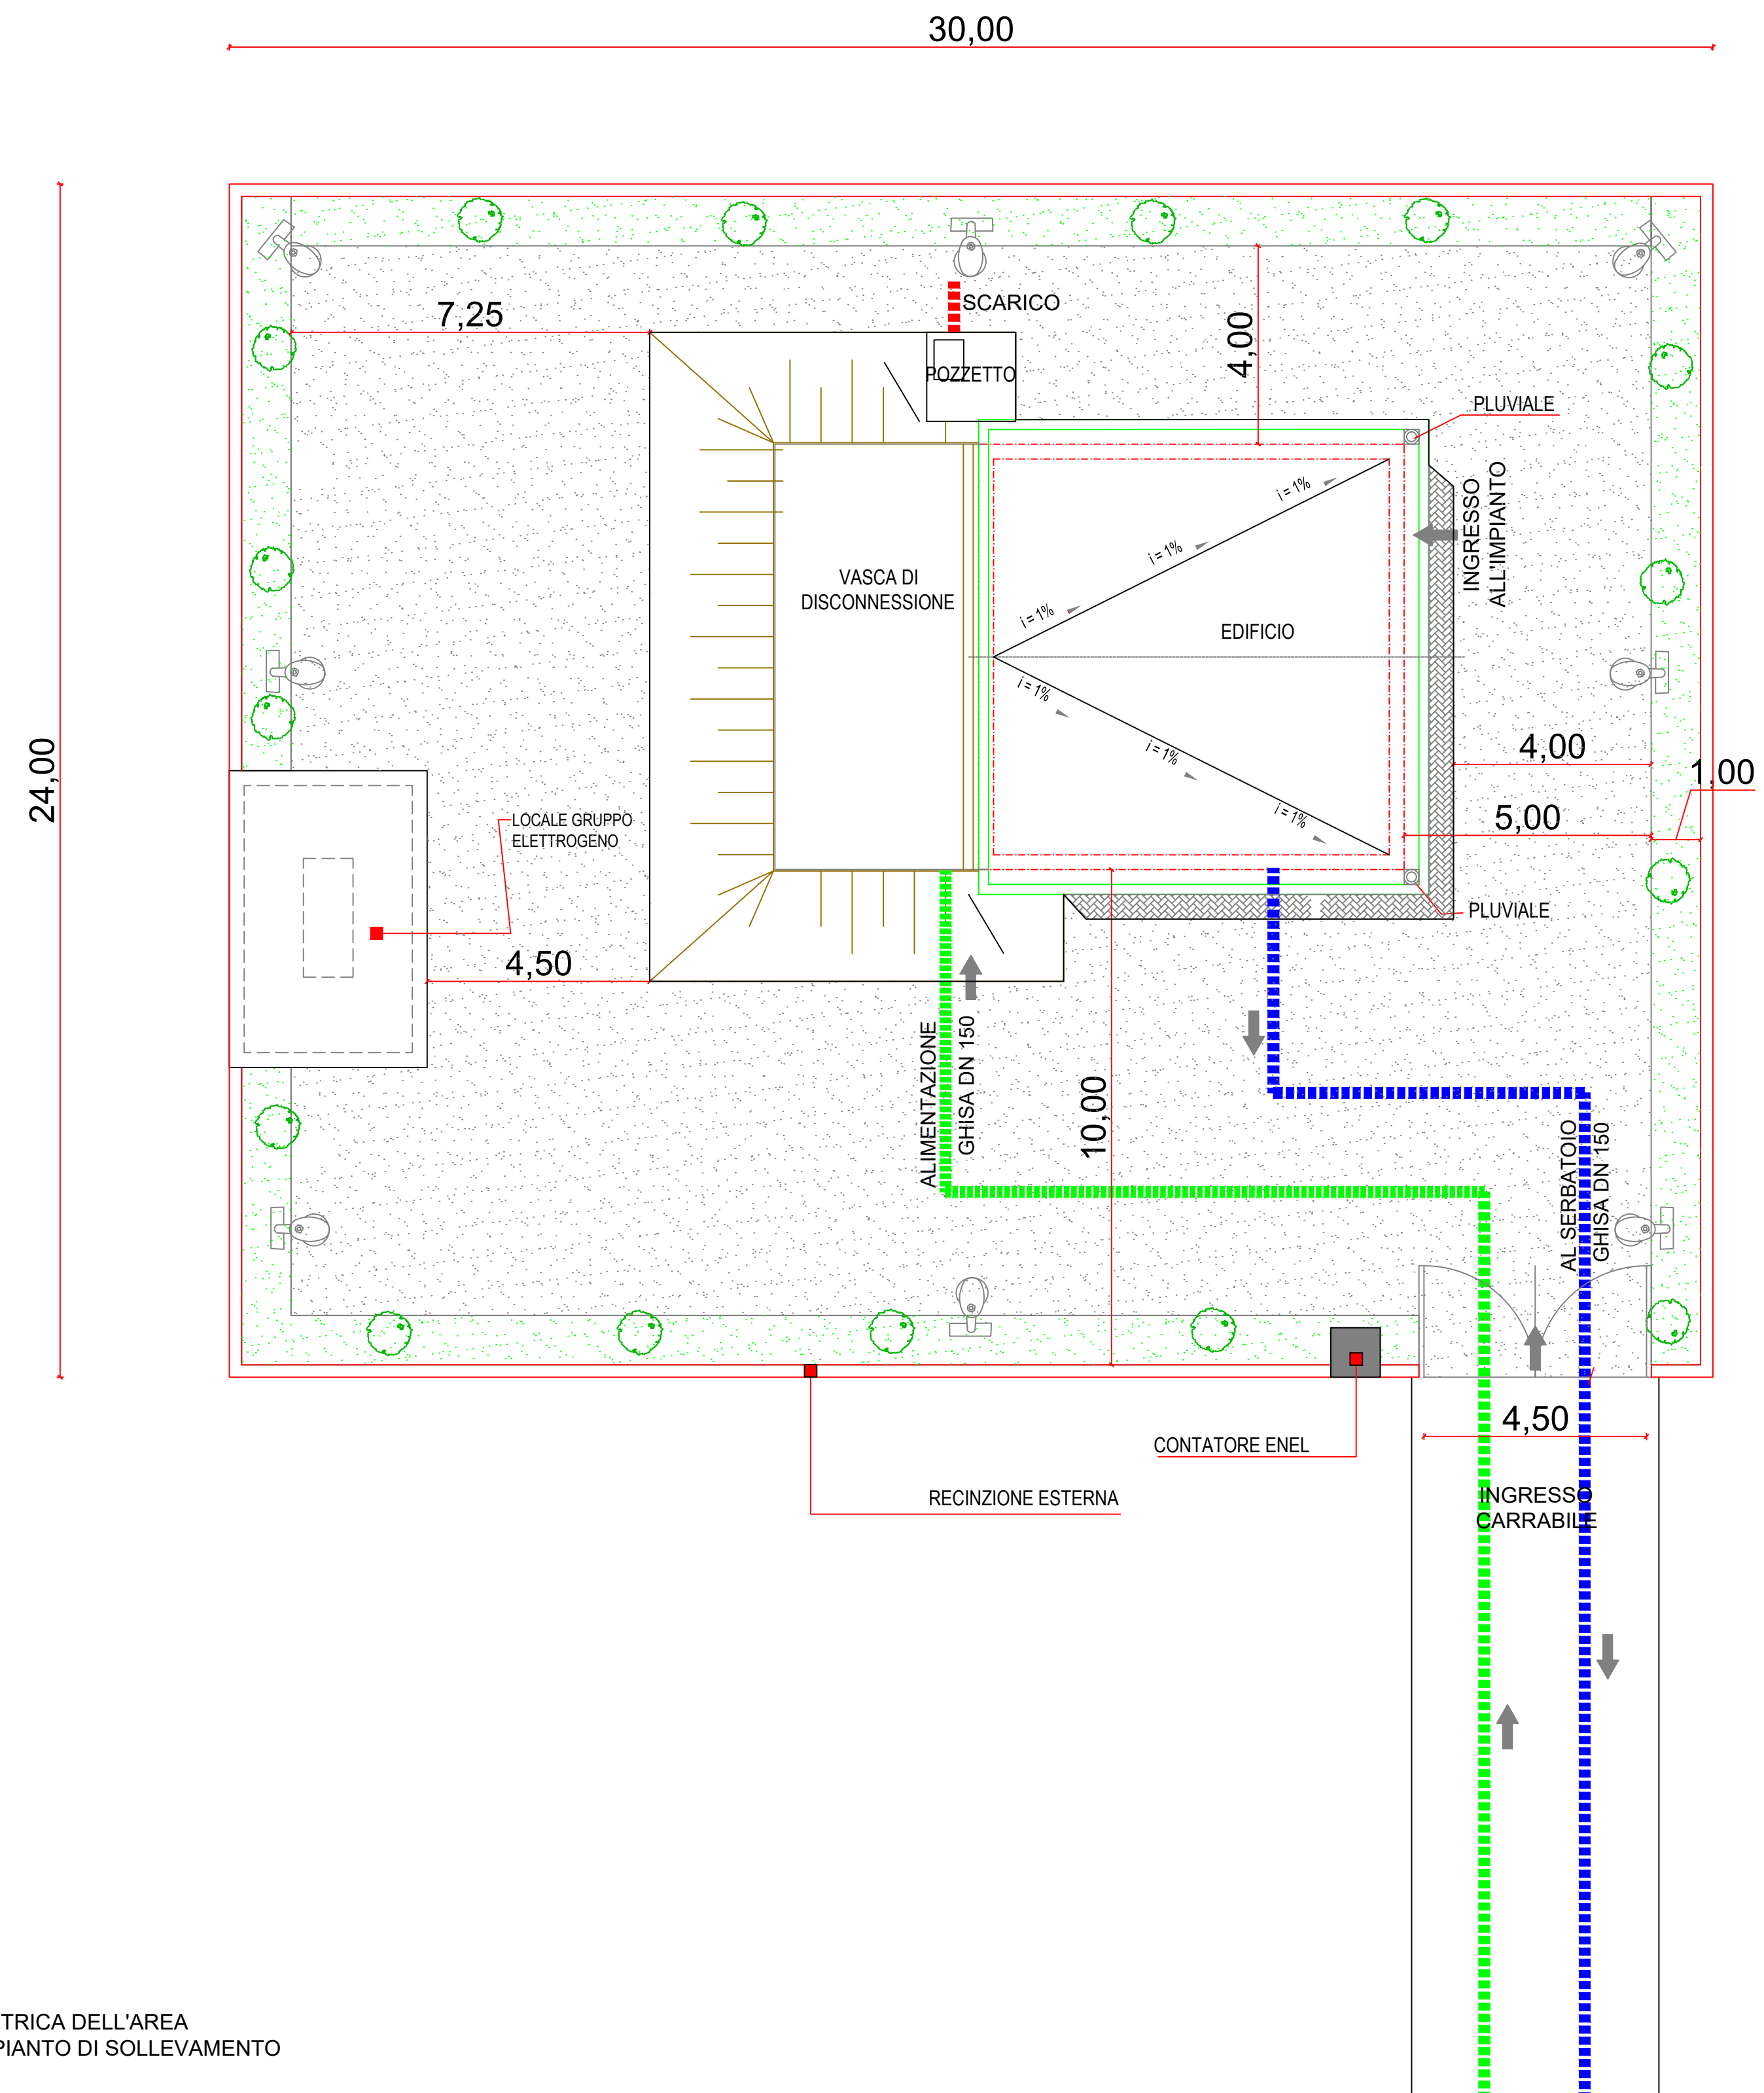 30,00
SCARICO
7,25
4,00
POZZETTO
PLUVIALE
i = 1%
INGRESSO
ALL'IMPIANTO
i = 1%
VASCA DI
DISCONNESSIONE
i = 1%
EDIFICIO
i = 1%
24,00
4,00
i = 1%
1,00
LOCALE GRUPPO
ELETTROGENO
5,00
i = 1%
PLUVIALE
4,50
ALIMENTAZIONE
GHISA DN 150
10,00
AL SERBATOIO
GHISA DN 150
4,50
CONTATORE ENEL
RECINZIONE ESTERNA
INGRESSO
CARRABILE
TRICA DELL'AREA
PIANTO DI SOLLEVAMENTO